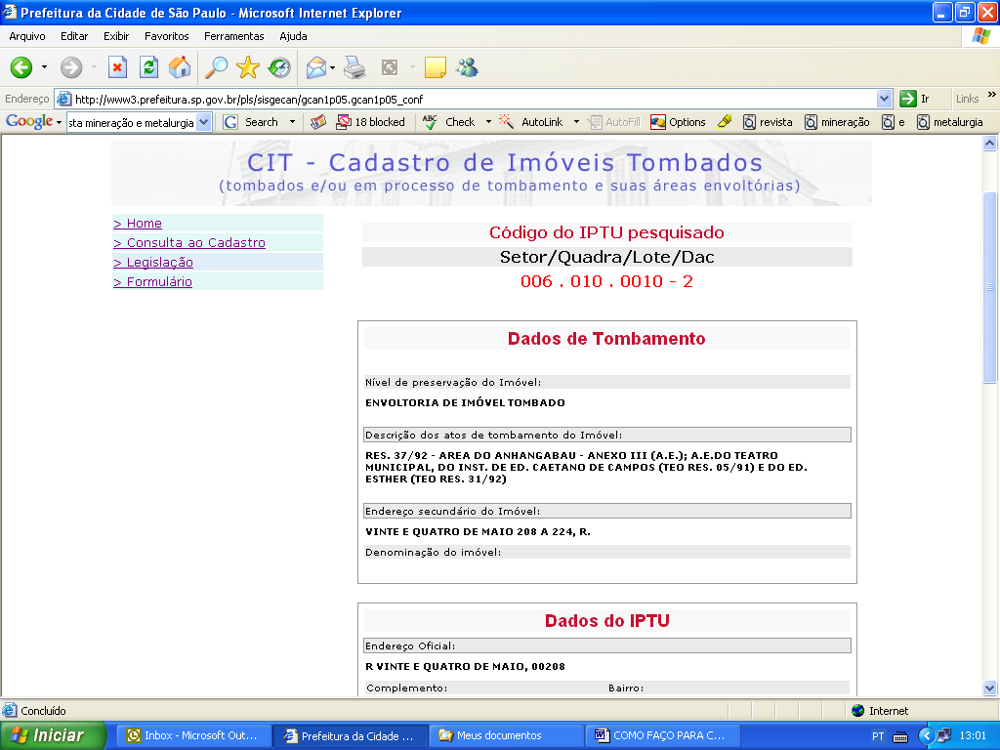 Prefeitura da Cidade de São Paulo - Microsoft Internet Explorer
Arquivo Editar Exibir Favoritos Ferramentas Ajuda
Endereço http://www3.prefeitura.sp.gov.br/pls/sisgecan/gcan1p05.gcan1p05_conf Ir Links »
Google sta mineração e metalurgia G Search 18 blocked ABC Check AutoLink AutoFill Options revista mineração e metalurgia
CIT - Cadastro de Imóveis Tombados
(tombados e/ou em processo de tombamento e suas áreas envoltórias)
> Home
> Consulta ao Cadastro
> Legislação
> Formulário
Código do IPTU pesquisado
Setor/Quadra/Lote/Dac
006 . 010 . 0010 - 2
Dados de Tombamento
Nível de preservação do Imóvel:
ENVOLTORIA DE IMÓVEL TOMBADO
Descrição dos atos de tombamento do Imóvel:
RES. 37/92 - AREA DO ANHANGABAU - ANEXO III (A.E.); A.E.DO TEATRO
MUNICIPAL, DO INST. DE ED. CAETANO DE CAMPOS (TEO RES. 05/91) E DO ED.
ESTHER (TEO RES. 31/92)
Endereço secundário do Imóvel:
VINTE E QUATRO DE MAIO 208 A 224, R.
Denominação do imóvel:
Dados do IPTU
Endereço Oficial:
R VINTE E QUATRO DE MAIO, 00208
Complemento: Bairro:
Concluído Internet
Iniciar Inbox - Microsoft Out... Prefeitura da Cidade ... Meus documentos COMO FAÇO PARA C... PT 13:01